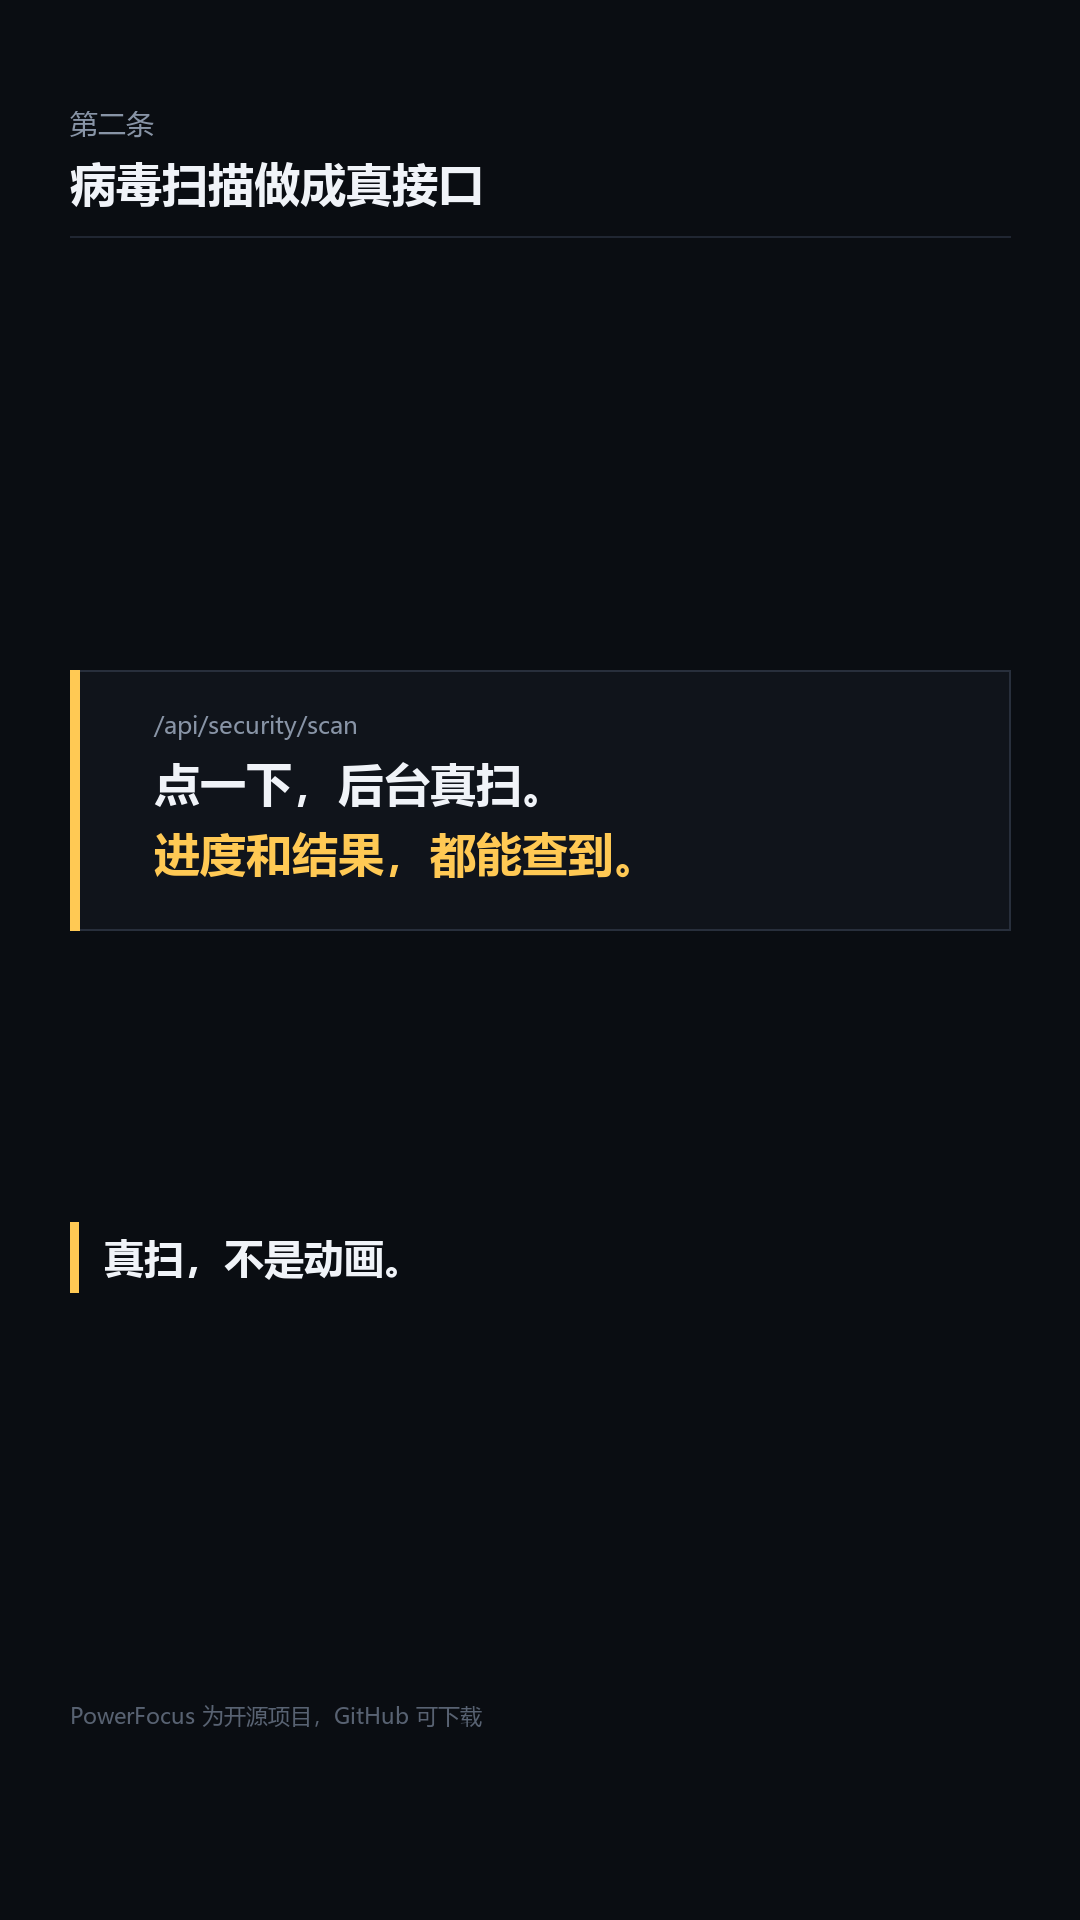 第二条
病毒扫描做成真接口
/api/security/scan
点一下，后台真扫。
进度和结果，都能查到。
真扫，不是动画。
PowerFocus 为开源项目，GitHub 可下载